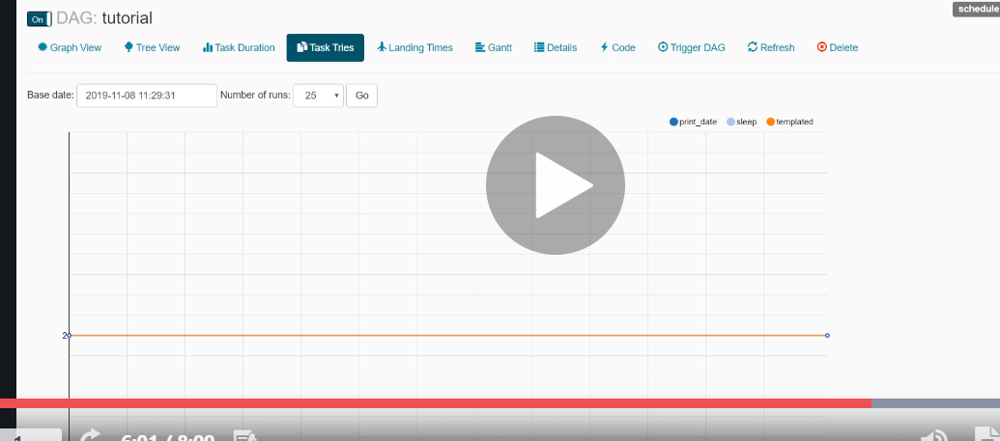 On DAG: tutorial
schedule
Graph View Tree View Task Duration Task Tries Landing Times Gantt Details Code Trigger DAG Refresh Delete
Base date: 2019-11-08 11:29:31 Number of runs: 25 Go
print_date sleep templated
2
6:01 / 8:09